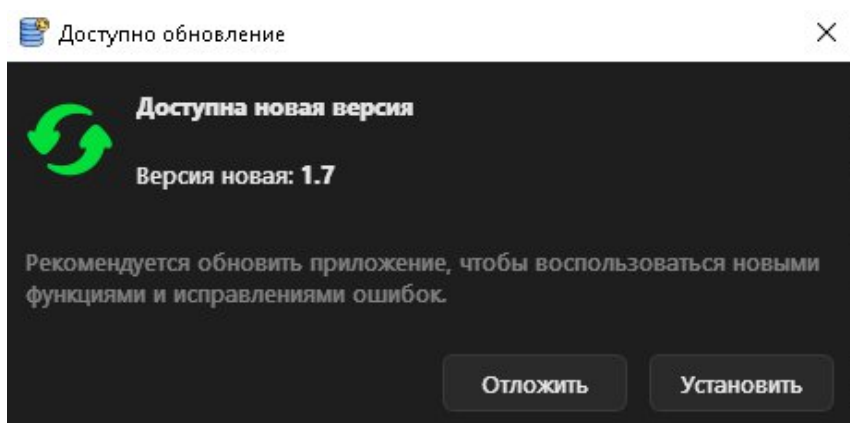 Доступно обновление
Доступна новая версия
Версия новая: 1.7
Рекомендуется обновить приложение, чтобы воспользоваться новыми
функциями и исправлениями ошибок.
Отложить
Установить